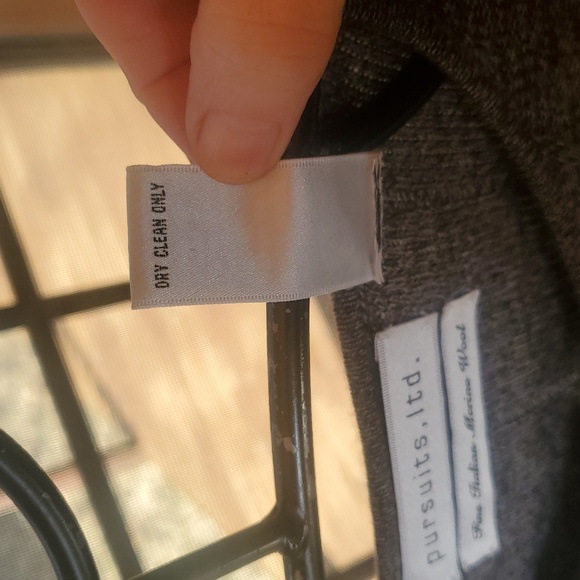 DRY CLEAN ONLY
pursuits,ltd.
Fine Italian Merino Wool